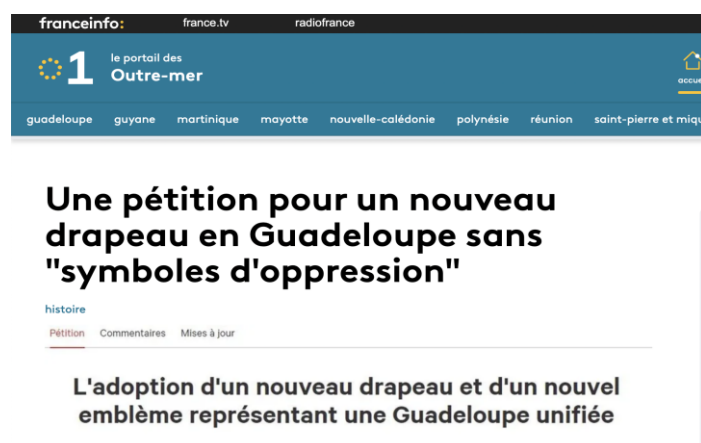 franceinfo: france.tv radiofrance
1 le portail des
Outre-mer
guadeloupe guyane martinique mayotte nouvelle-calédonie polynésie réunion saint-pierre et miqu
Une pétition pour un nouveau
drapeau en Guadeloupe sans
"symboles d'oppression"
histoire
Pétition Commentaires Mises à jour
L'adoption d'un nouveau drapeau et d'un nouvel
emblème représentant une Guadeloupe unifiée